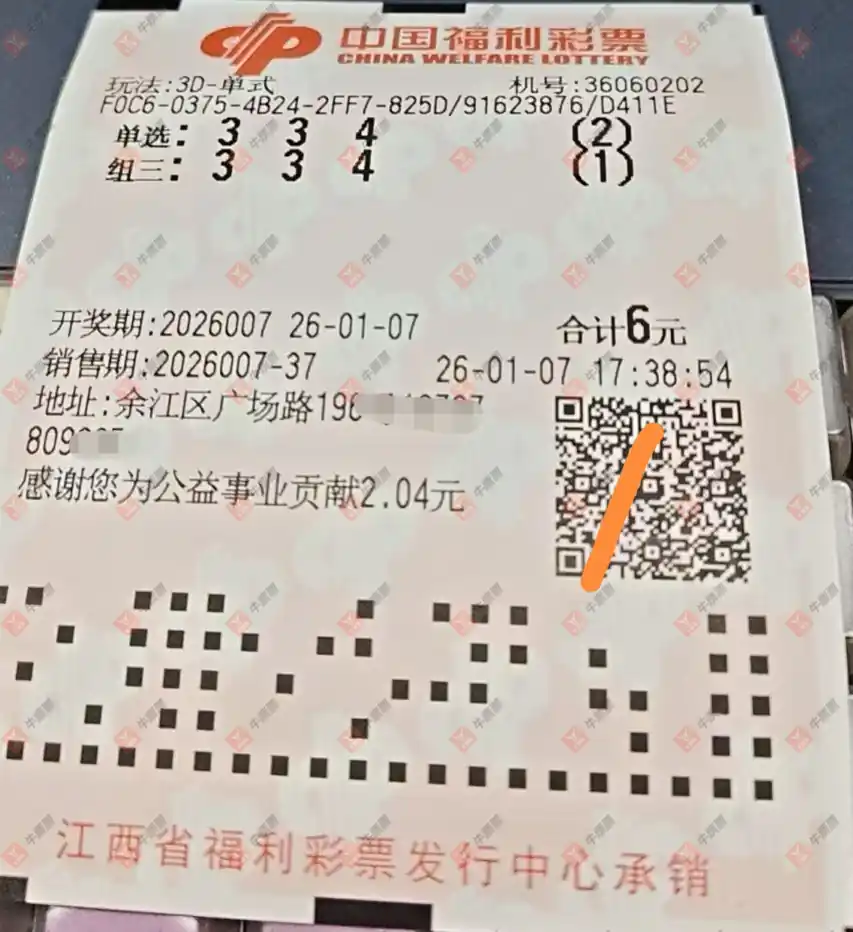 中国福利彩票
CHINA WELFARE LOTTERY
玩法:3D-单式 机号:36060202
F0C6-0375-4B24-2FF7-825D/91623876/D411E
单选: 3 3 4 (2)
组三: 3 3 4 (1)
开奖期:2026007 26-01-07 合计6元
销售期:2026007-37 26-01-07 17:38:54
地址:余江区广场路19
809
感谢您为公益事业贡献2.04元
江西省福利彩票发行中心承销